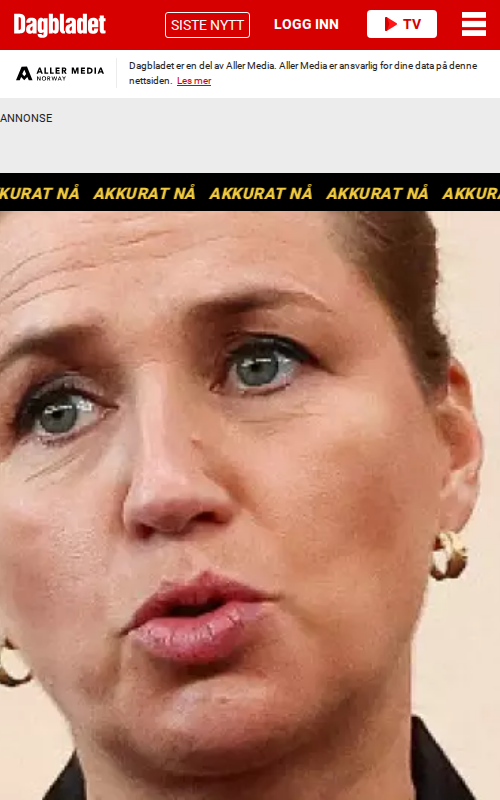 Dagbladet SISTE NYTT LOGG INN TV
ALLER MEDIA
NORWAY
Dagbladet er en del av Aller Media. Aller Media er ansvarlig for dine data på denne
nettsiden. Les mer
ANNONSE
KURAT NÅ AKKURAT NÅ AKKURAT NÅ AKKURAT NÅ AKKURA